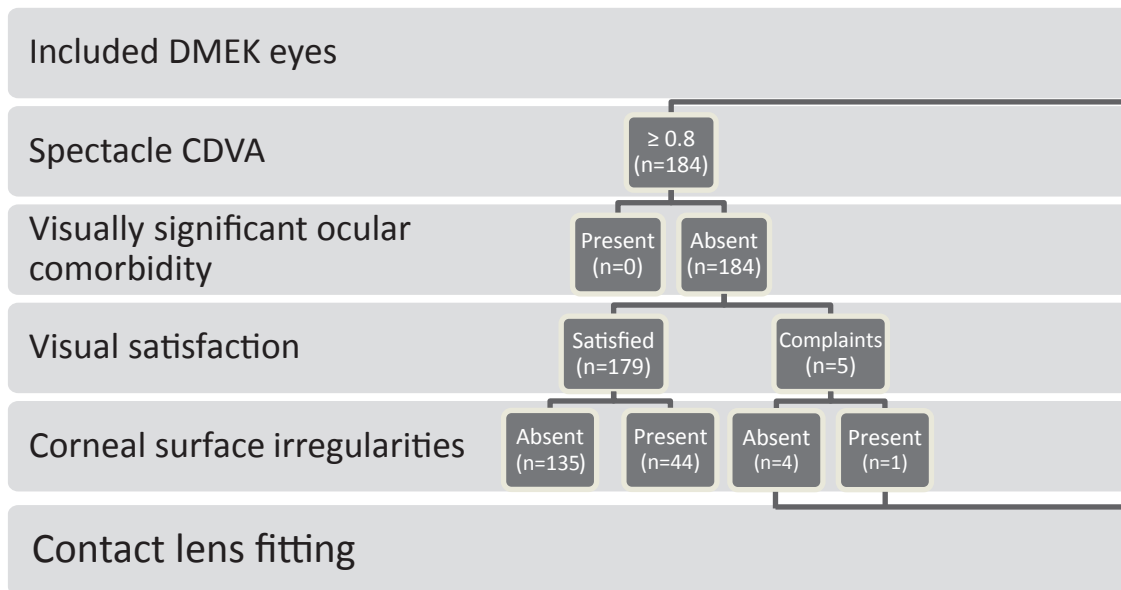 Included DMEK eyes
Spectacle CDVA
≥ 0.8
(n=184)
Visually significant ocular
comorbidity
Present
(n=0)
Absent
(n=184)
Visual satisfaction
Satisfied
(n=179)
Complaints
(n=5)
Corneal surface irregularities
Absent
(n=135)
Present
(n=44)
Absent
(n=4)
Present
(n=1)
Contact lens fitting